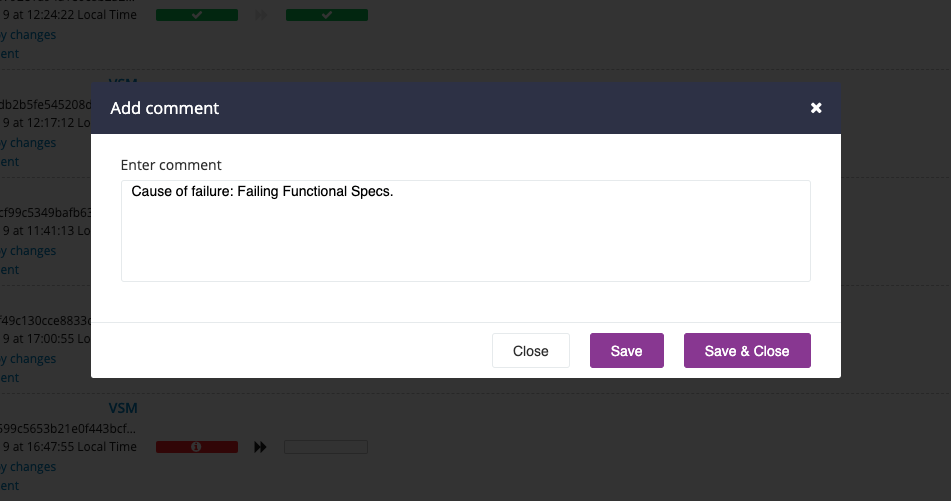 9 at 12:24:22 Local Time
y changes
ent
db2b5fe545208d
9 at 12:17:12 Lo
y changes
ent
Add comment
Enter comment
Cause of failure: Failing Functional Specs.
cf99c5349bafb63
9 at 11:41:13 Lo
y changes
ent
f49c130cce8833c
9 at 17:00:55 Lo
y changes
ent
Close
Save
Save & Close
VSM
599c5653b21e0f443bcf...
9 at 16:47:55 Local Time
y changes
ent